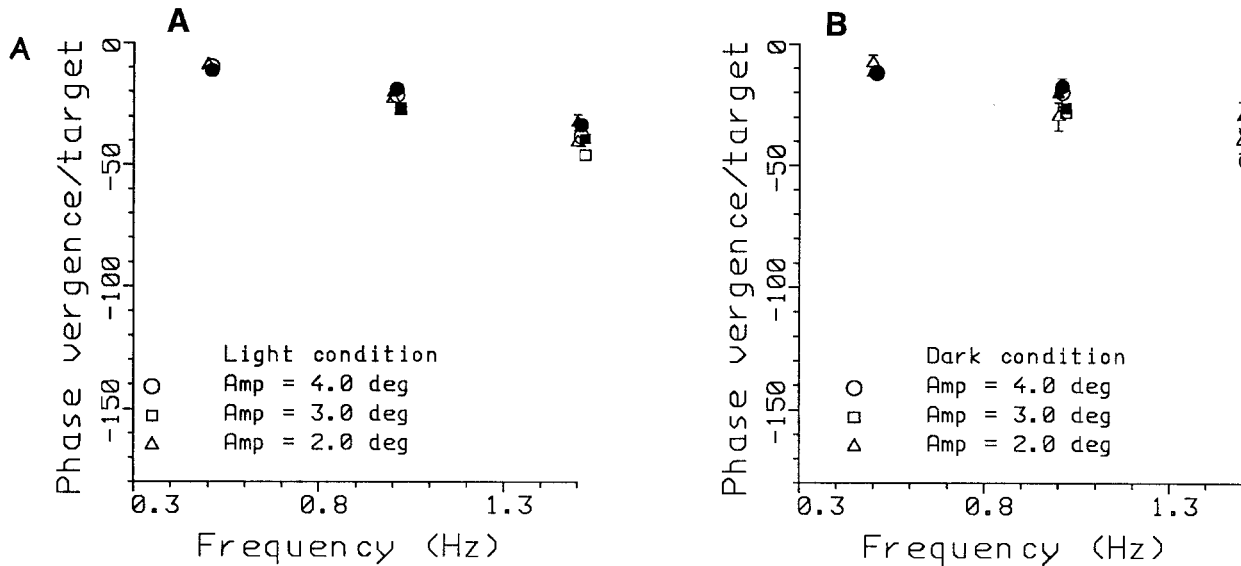 A
A
Phase vergence/target
0
-50
-100
-150
Light condition
Amp = 4.0 deg
Amp = 3.0 deg
Amp = 2.0 deg
0.3 0.8 1.3
Frequency (Hz)
B
Phase vergence/target
0
-50
-100
-150
Dark condition
Amp = 4.0 deg
Amp = 3.0 deg
Amp = 2.0 deg
0.3 0.8 1.3
Frequency (Hz)